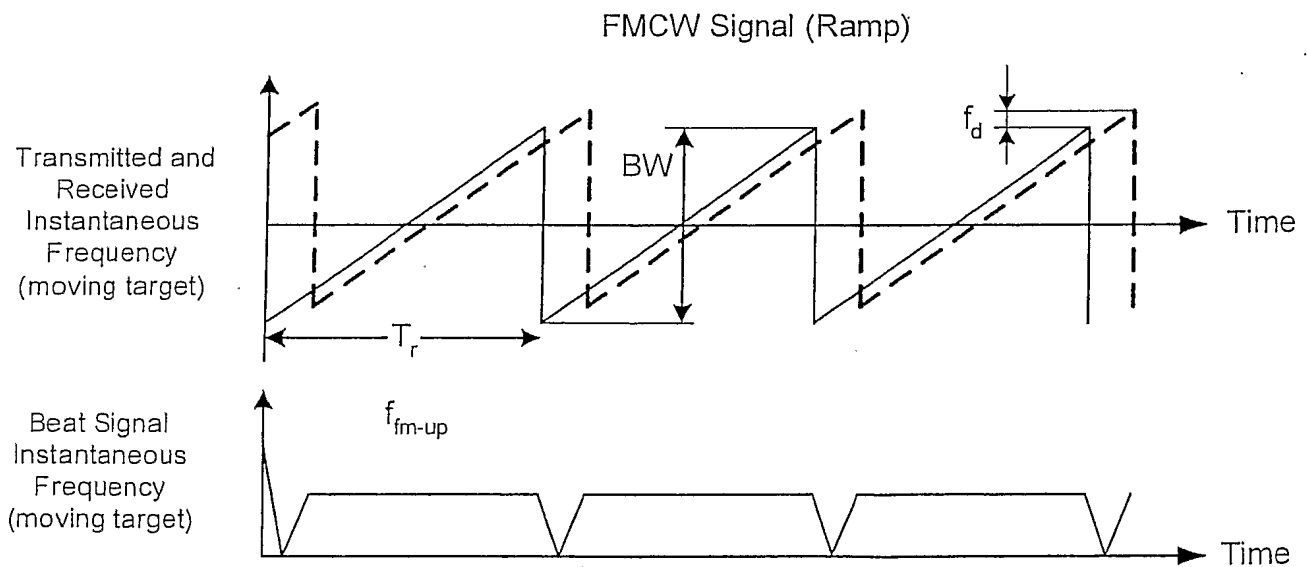 FMCW Signal (Ramp)
Transmitted and
Received
Instantaneous
Frequency
(moving target)
BW
f_d
Time
T_r
Beat Signal
Instantaneous
Frequency
(moving target)
f_fm-up
Time